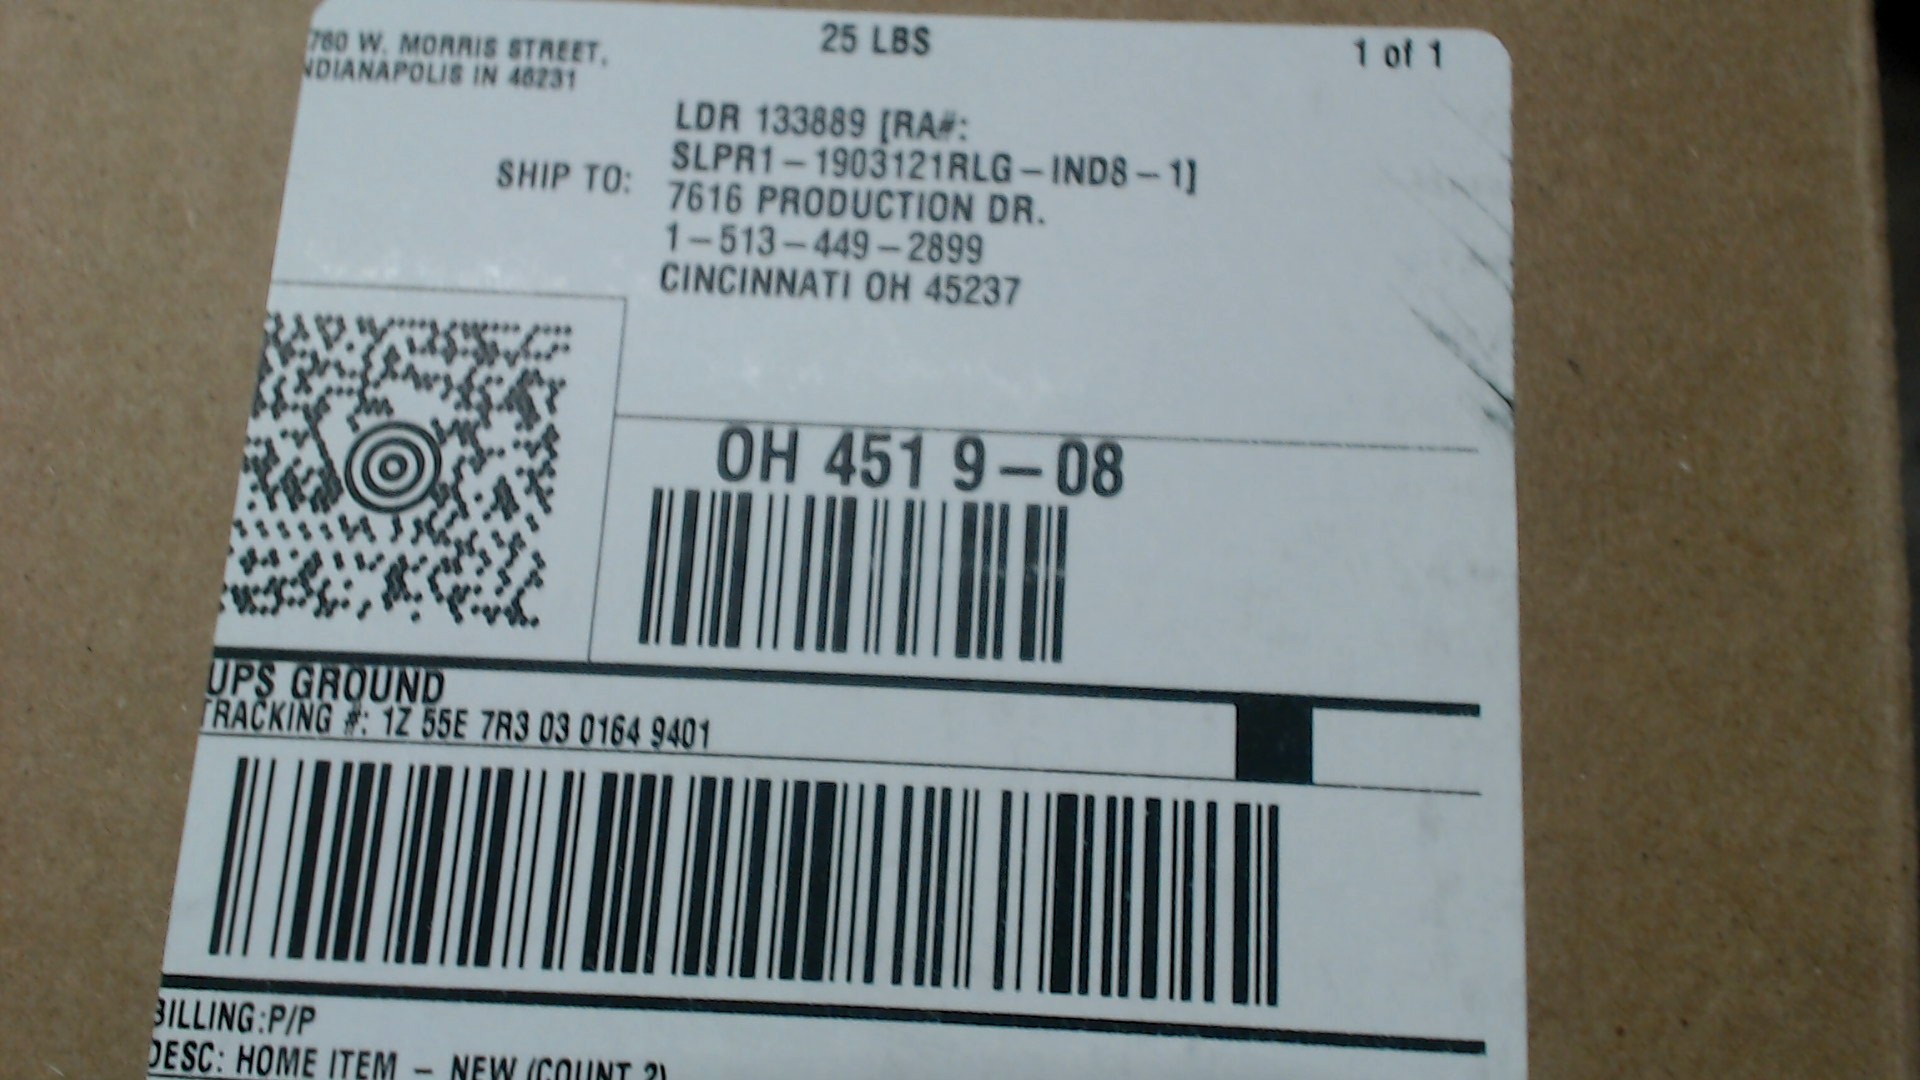 760 W. MORRIS STREET,
NDIANAPOLIS IN 46231
25 LBS
1 of 1
SHIP TO:
LDR 133889 [RA#:
SLPR1-1903121RLG-IND8-1]
7616 PRODUCTION DR.
1-513-449-2899
CINCINNATI OH 45237
OH 451 9-08
UPS GROUND
TRACKING #: 1Z 55E 7R3 03 0164 9401
BILLING:P/P
DESC: HOME ITEM - NEW (COUNT 2)